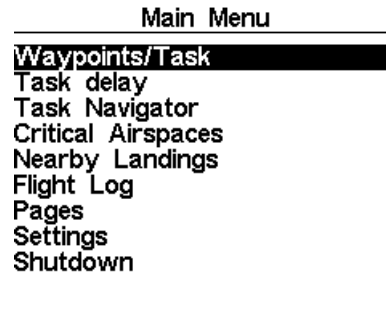 Main Menu
Waypoints/Task
Task delay
Task Navigator
Critical Airspaces
Nearby Landings
Flight Log
Pages
Settings
Shutdown